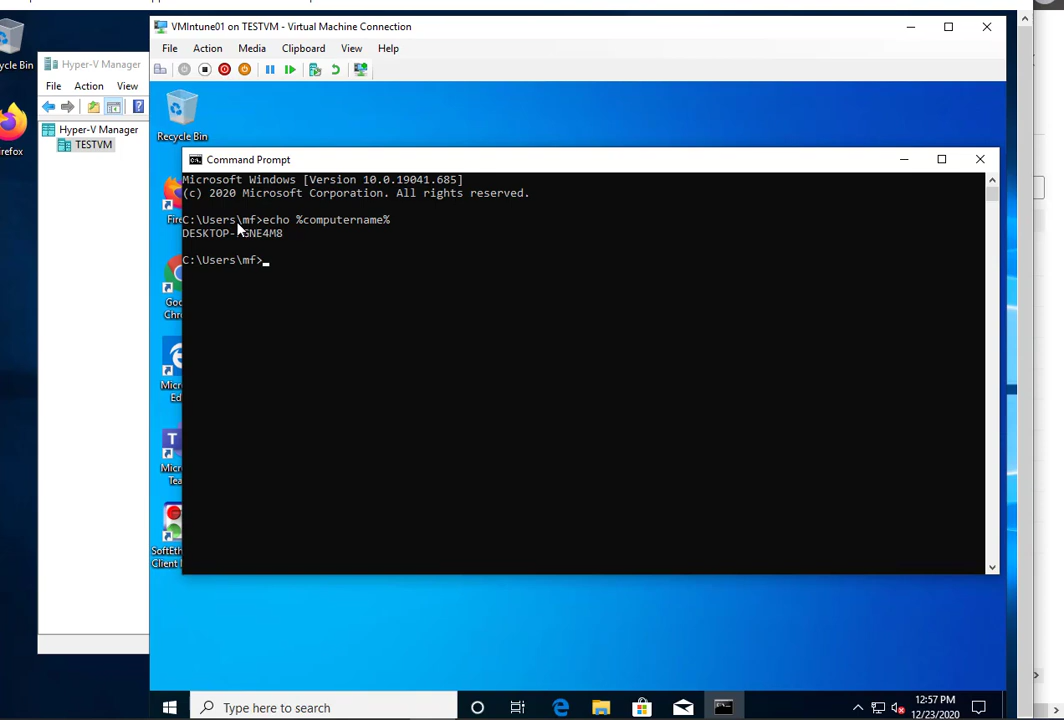 VMIntune01 on TESTVM - Virtual Machine Connection
File Action Media Clipboard View Help
Hyper-V Manager
File Action View
Hyper-V Manager
TESTVM
Recycle Bin
Command Prompt
Microsoft Windows [Version 10.0.19041.685]
(c) 2020 Microsoft Corporation. All rights reserved.
C:\Users\mf>echo %computername%
C:\Users\mf>
Type here to search
12:57 PM
12/23/2020